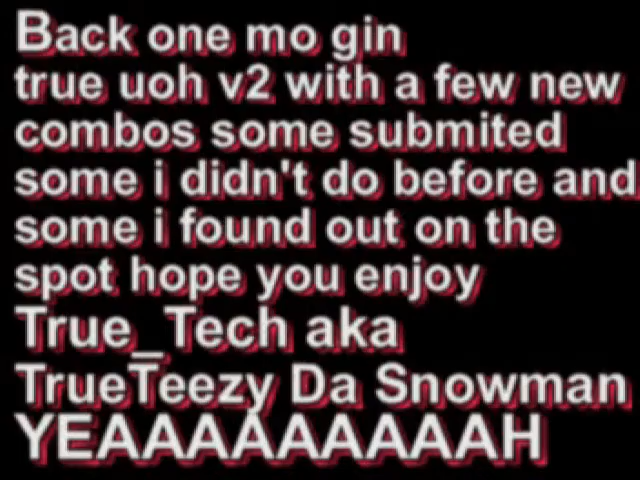 Back one mo gin
true uoh v2 with a few new
combos some submited
some i didn't do before and
some i found out on the
spot hope you enjoy
True_Tech aka
TrueTeezy Da Snowman
YEAAAAAAAAAAH